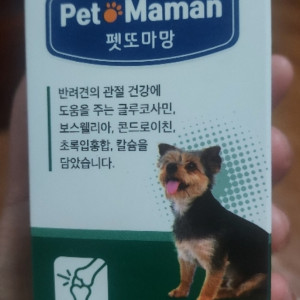 Pet Maman
펫또마망
반려견의 관절 건강에
도움을 주는 글루코사민,
보스웰리아, 콘드로이친,
초록입홍합, 칼슘을
담았습니다.